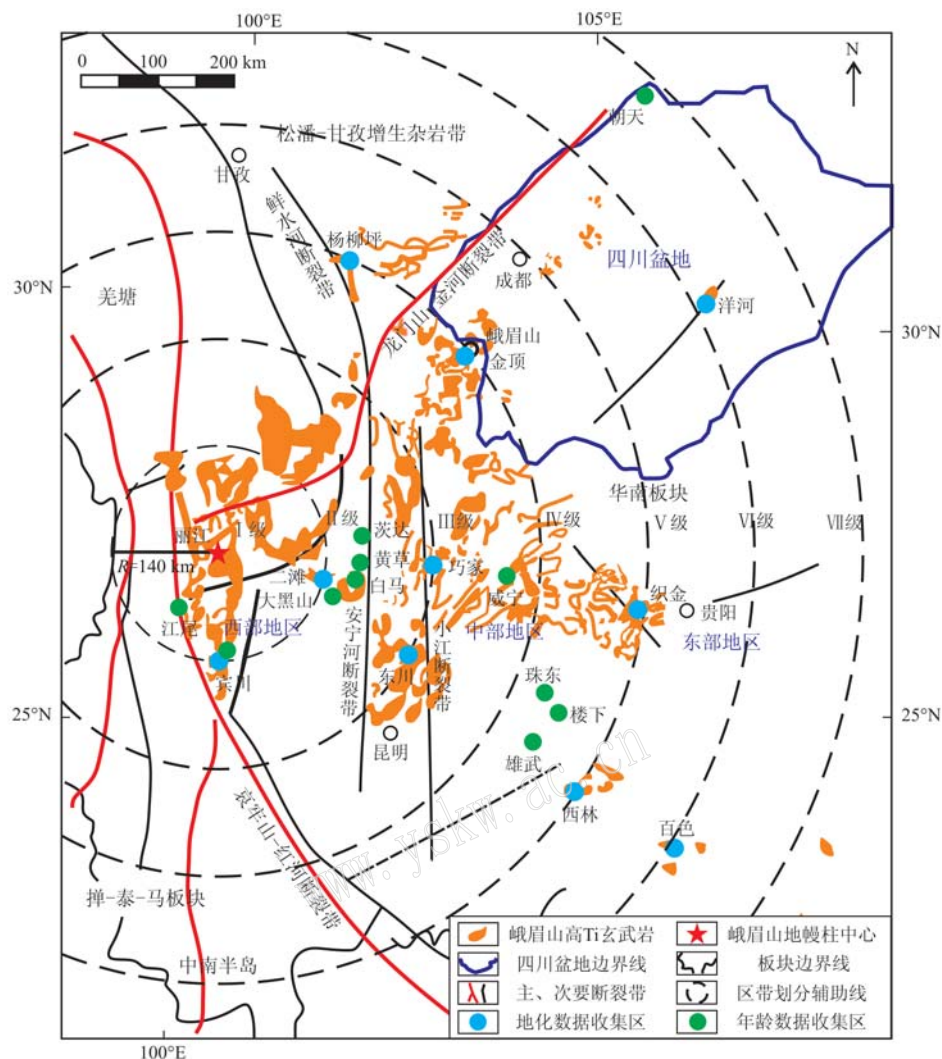 100°E
105°E
0 100 200 km
N
朝天
松潘-甘孜增生杂岩带
甘孜
鲜水河断裂带
杨柳坪
成都
四川盆地
30°N
羌塘
龙门山-金河断裂带
洋河
峨眉山
金顶
30°N
华南板块
丽江
Ⅰ级
Ⅱ级
茨达
Ⅲ级
Ⅳ级
Ⅴ级
Ⅵ级
Ⅶ级
R=140 km
二滩
黄草
巧家
大黑山
白马
威宁
织金
贵阳
江尾
西部地区
安宁河断裂带
小江断裂带
中部地区
东部地区
宾川
东川
珠东
25°N
楼下
25°N
昆明
雄武
西林
www.yskw.ac.cn
哀牢山-红河断裂带
百色
掸-泰-马板块
中南半岛
峨眉山高Ti玄武岩
峨眉山地幔柱中心
四川盆地边界线
板块边界线
主、次要断裂带
区带划分辅助线
地化数据收集区
年龄数据收集区
100°E